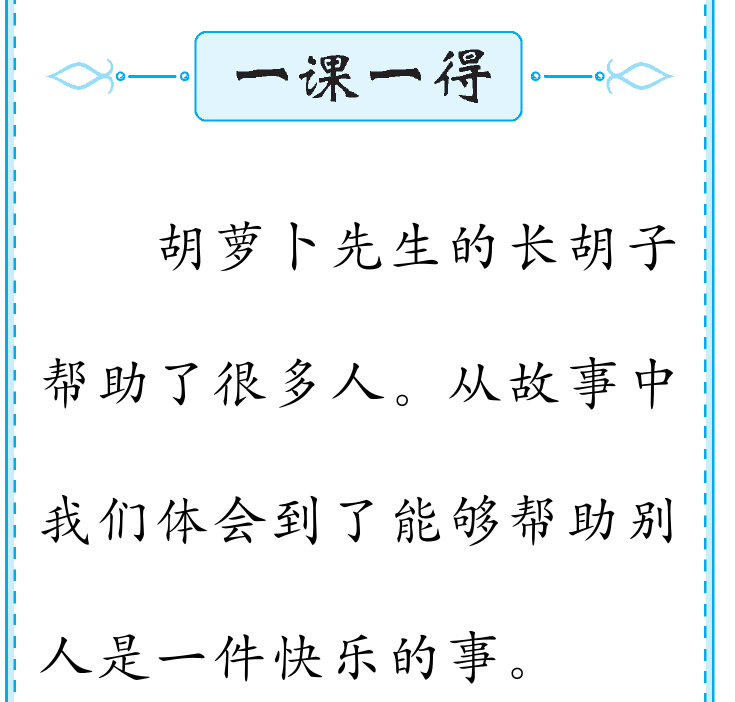 一课一得
胡萝卜先生的长胡子
帮助了很多人。从故事中
我们体会到了能够帮助别
人是一件快乐的事。